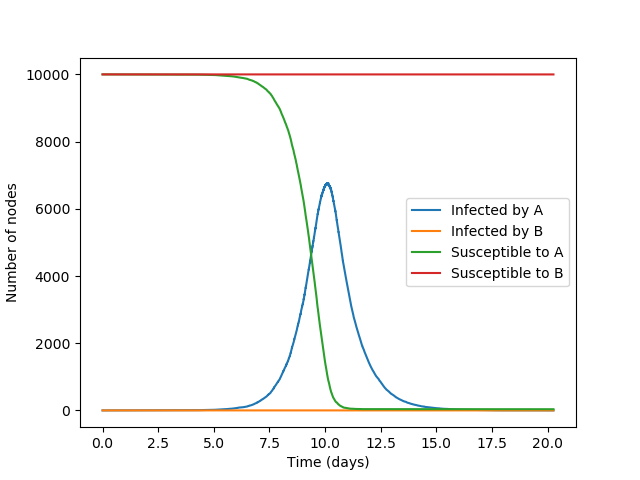 10000
8000
6000
4000
2000
0
Number of nodes
Infected by A
Infected by B
Susceptible to A
Susceptible to B
0.0 2.5 5.0 7.5 10.0 12.5 15.0 17.5 20.0
Time (days)